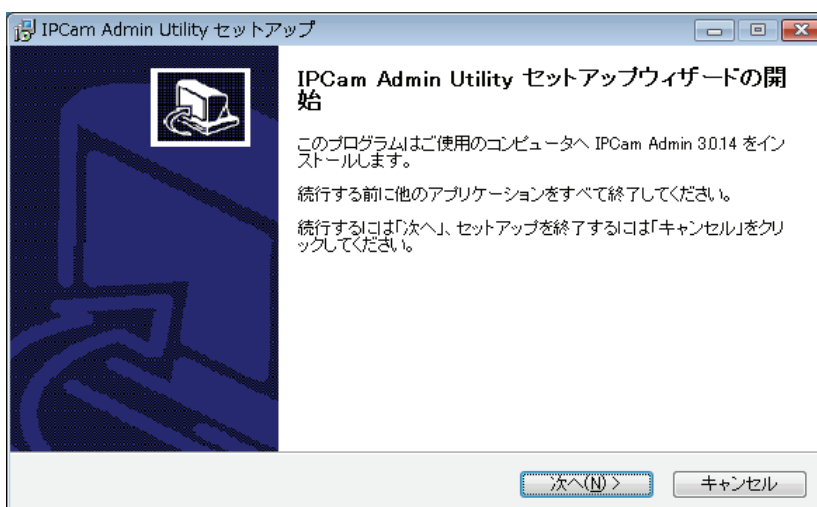 IPCam Admin Utility セットアップ
IPCam Admin Utility セットアップウィザードの開
始
このプログラムはご使用のコンピュータへ IPCam Admin 3.0.14 をイン
ストールします。
続行する前に他のアプリケーションをすべて終了してください。
続行するには「次へ」、セットアップを終了するには「キャンセル」をクリ
ックしてください。
次へ(N) >
キャンセル